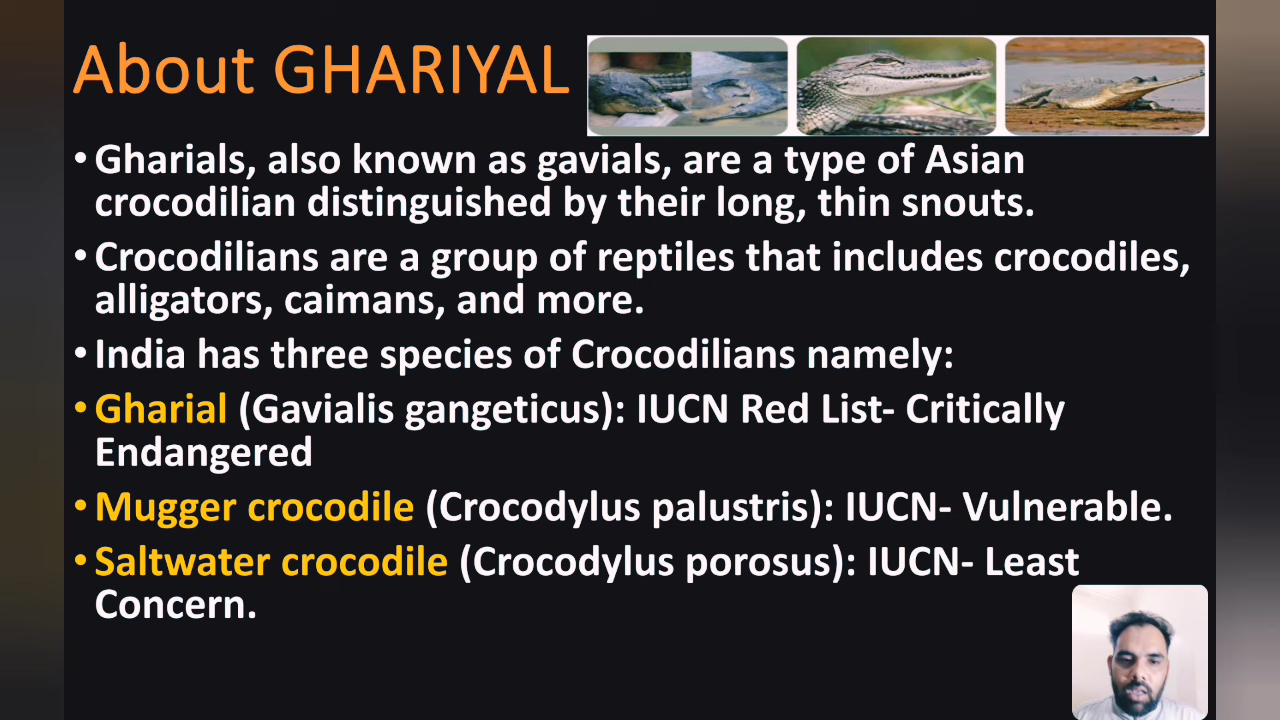 About GHARIYAL
• Gharials, also known as gavials, are a type of Asian
crocodilian distinguished by their long, thin snouts.
• Crocodilians are a group of reptiles that includes crocodiles,
alligators, caimans, and more.
• India has three species of Crocodilians namely:
• Gharial (Gavialis gangeticus): IUCN Red List- Critically
Endangered
• Mugger crocodile (Crocodylus palustris): IUCN- Vulnerable.
• Saltwater crocodile (Crocodylus porosus): IUCN- Least
Concern.